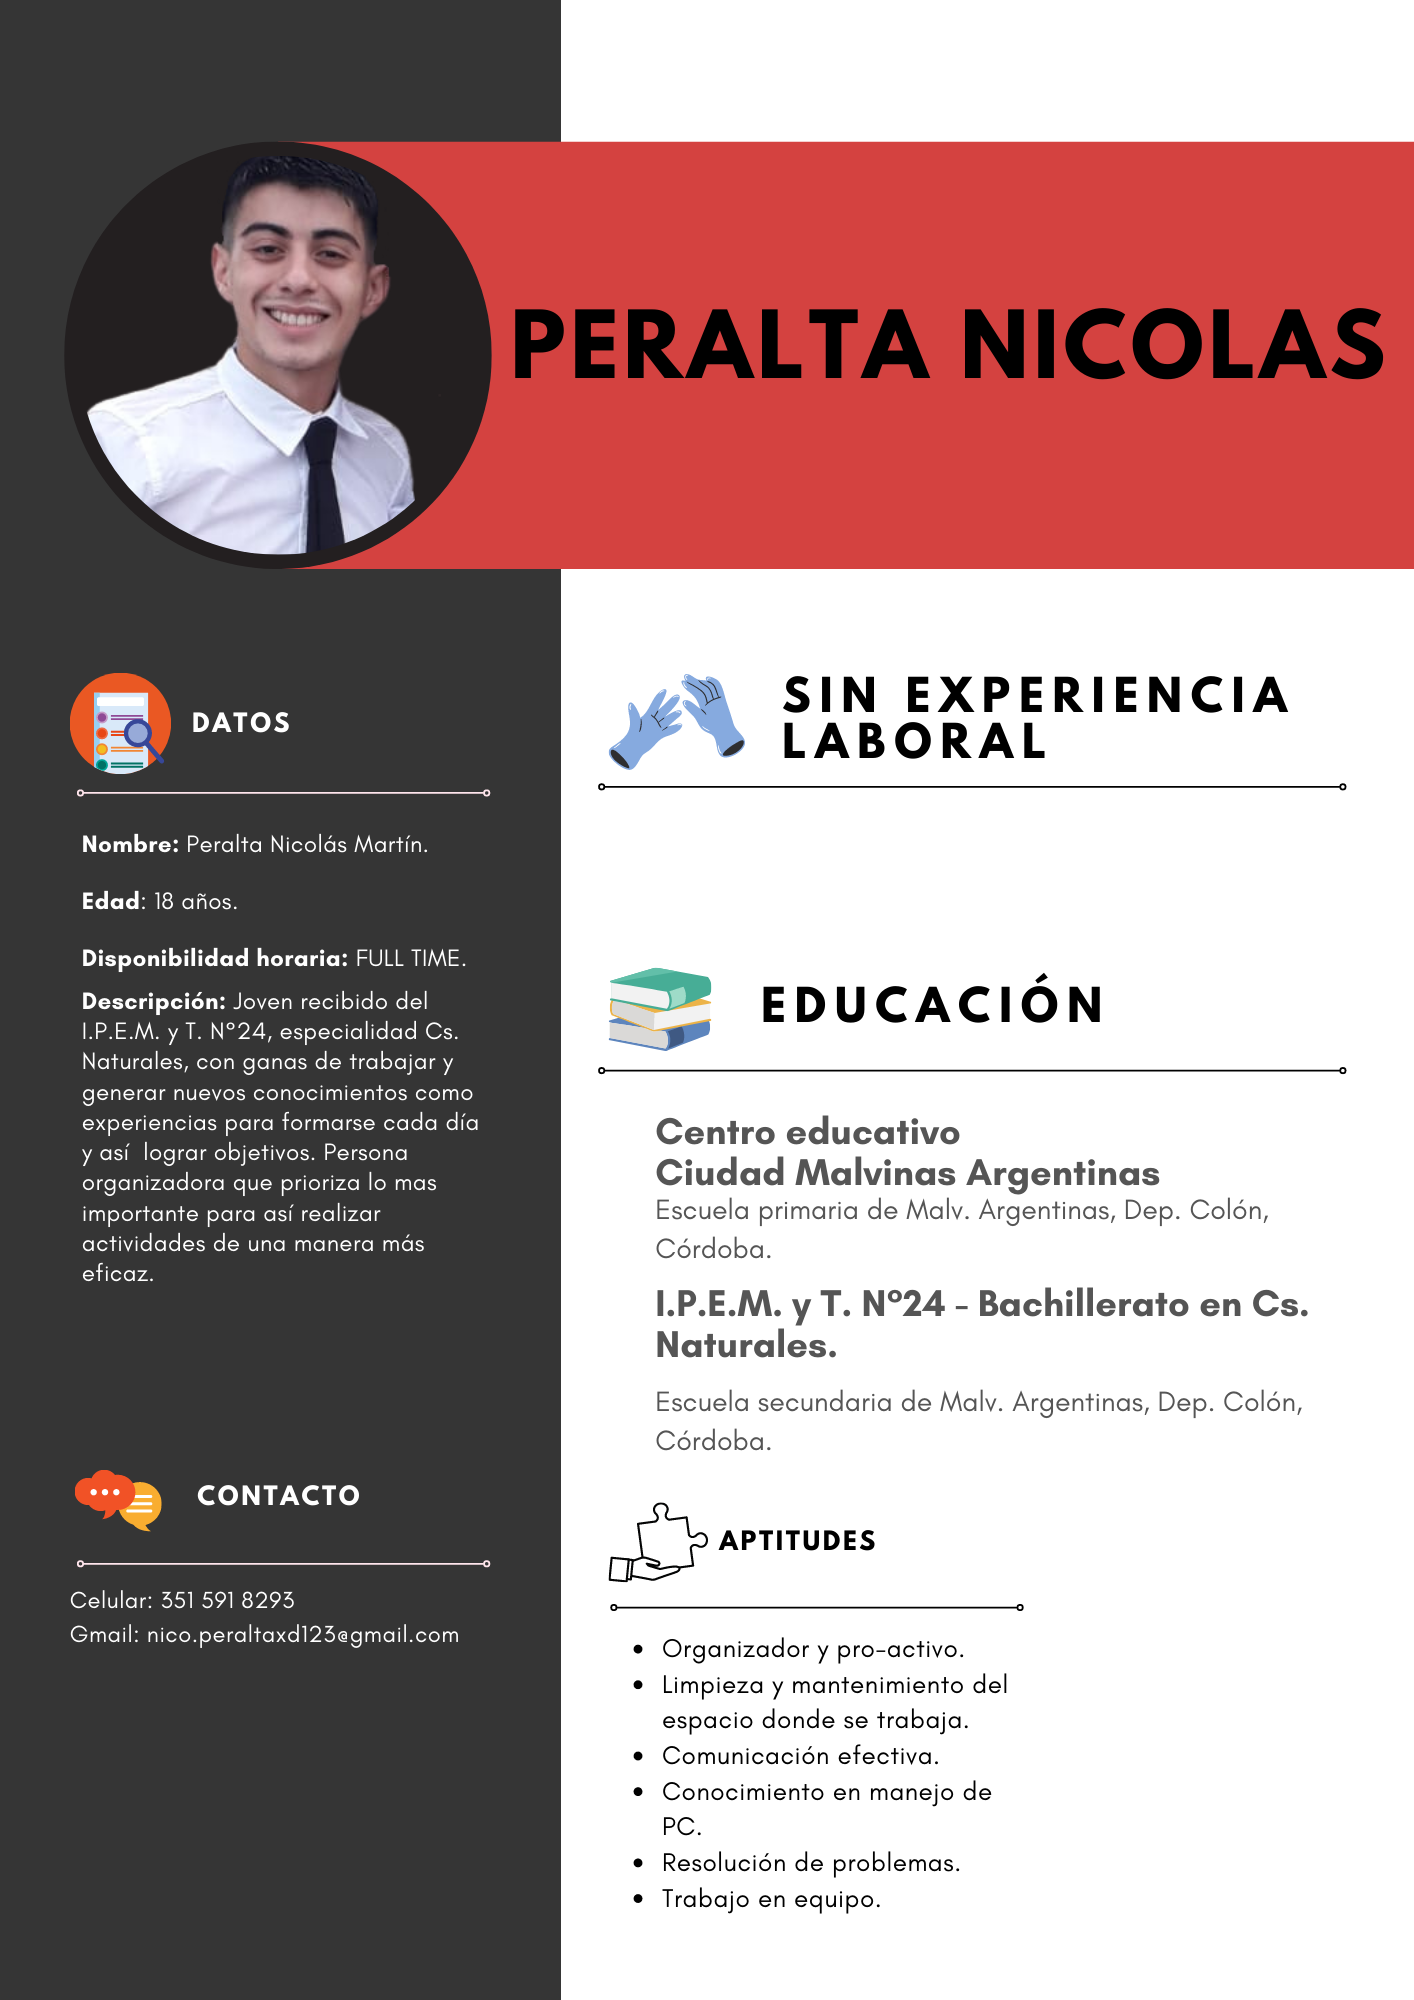 PERALTA NICOLAS
DATOS
Nombre: Peralta Nicolás Martín.
Edad: 18 años.
Disponibilidad horaria: FULL TIME.
Descripción: Joven recibido del
I.P.E.M. y T. N°24, especialidad Cs.
Naturales, con ganas de trabajar y
generar nuevos conocimientos como
experiencias para formarse cada día
y así  lograr objetivos. Persona
organizadora que prioriza lo mas
importante para así realizar
actividades de una manera más
eficaz.
CONTACTO
Celular: 351 591 8293
Gmail: nico.peraltaxd123@gmail.com
SIN EXPERIENCIA
LABORAL
EDUCACIÓN
Centro educativo
Ciudad Malvinas Argentinas
Escuela primaria de Malv. Argentinas, Dep. Colón,
Córdoba.
I.P.E.M. y T. N°24 - Bachillerato en Cs.
Naturales.
Escuela secundaria de Malv. Argentinas, Dep. Colón,
Córdoba.
APTITUDES
• Organizador y pro-activo.
• Limpieza y mantenimiento del
espacio donde se trabaja.
• Comunicación efectiva.
• Conocimiento en manejo de
PC.
• Resolución de problemas.
• Trabajo en equipo.